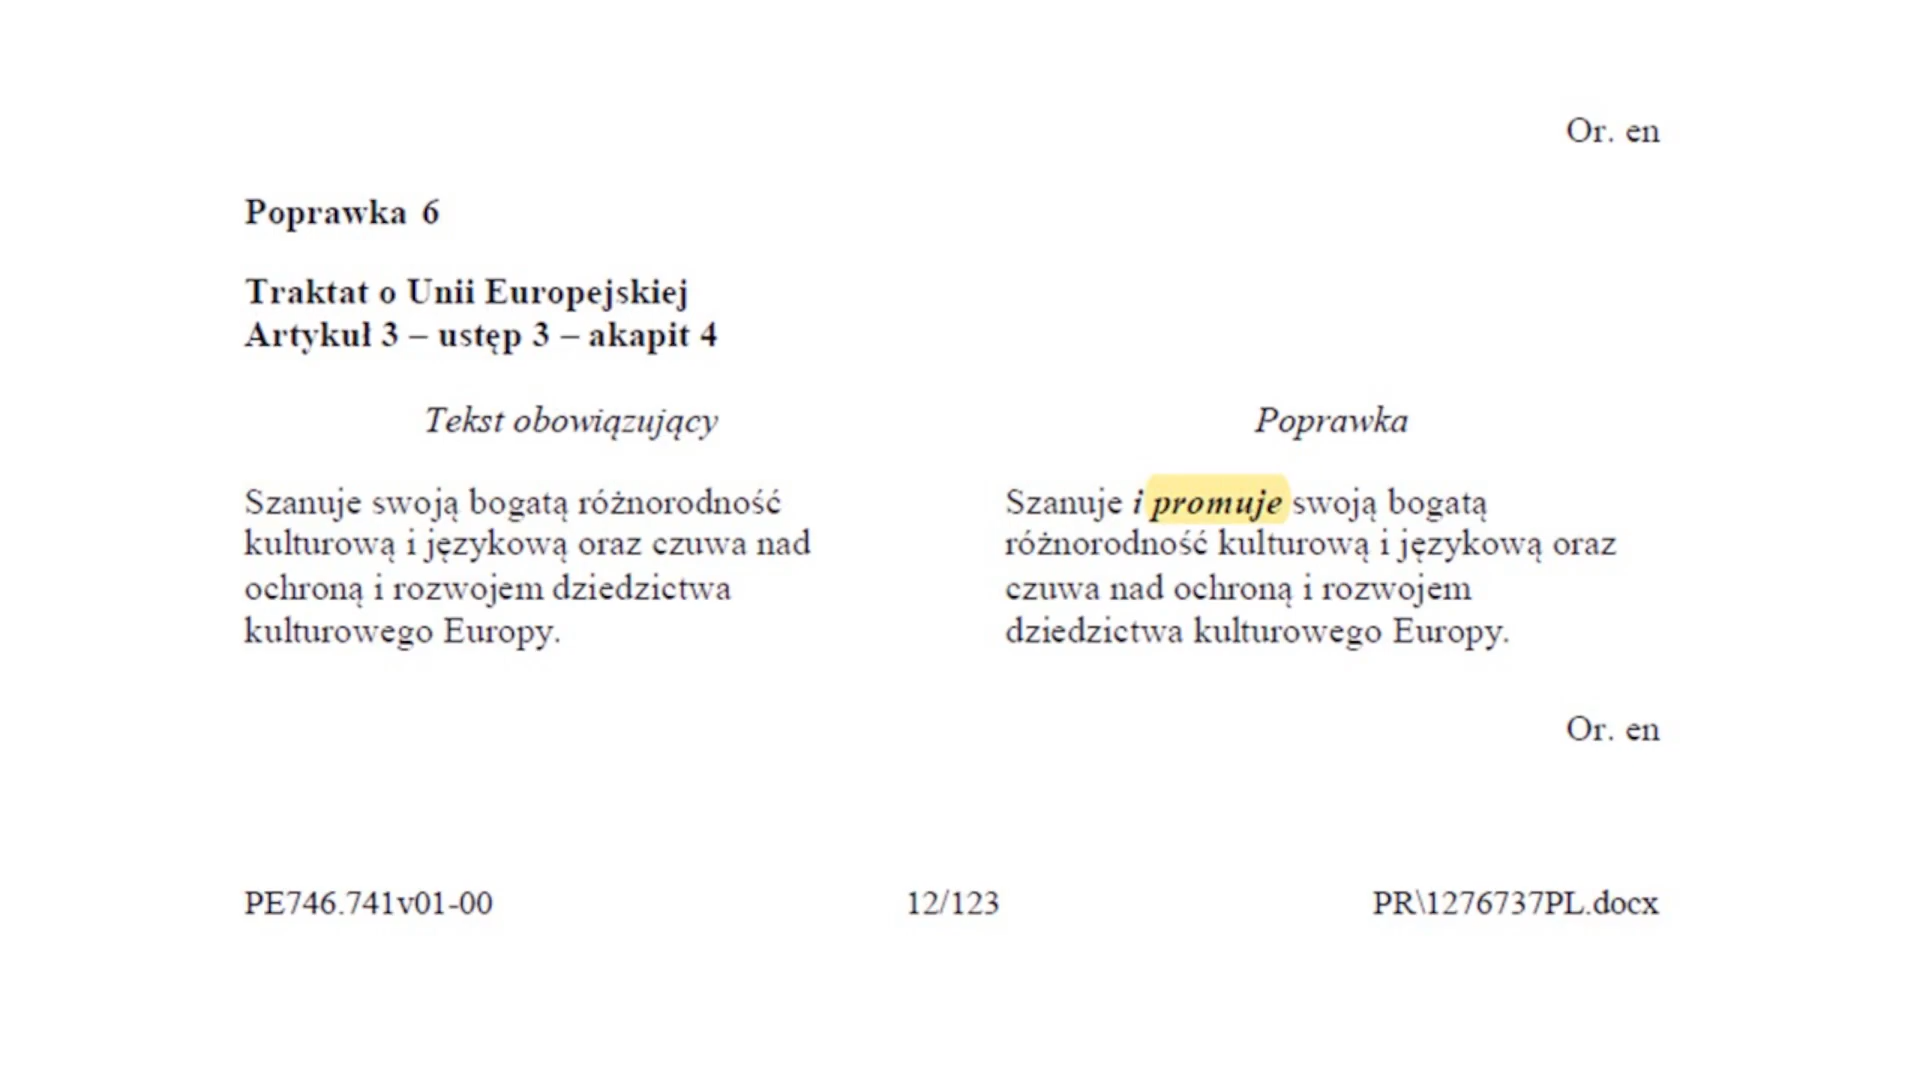 Or. en
Poprawka 6
Traktat o Unii Europejskiej
Artykuł 3 – ustęp 3 – akapit 4
Tekst obowiązujący
Szanuje swoją bogatą różnorodność
kulturową i językową oraz czuwa nad
ochroną i rozwojem dziedzictwa
kulturowego Europy.
Poprawka
Szanuje i promuje swoją bogatą
różnorodność kulturową i językową oraz
czuwa nad ochroną i rozwojem
dziedzictwa kulturowego Europy.
Or. en
PE746.741v01-00
12/123
PR\1276737PL.docx